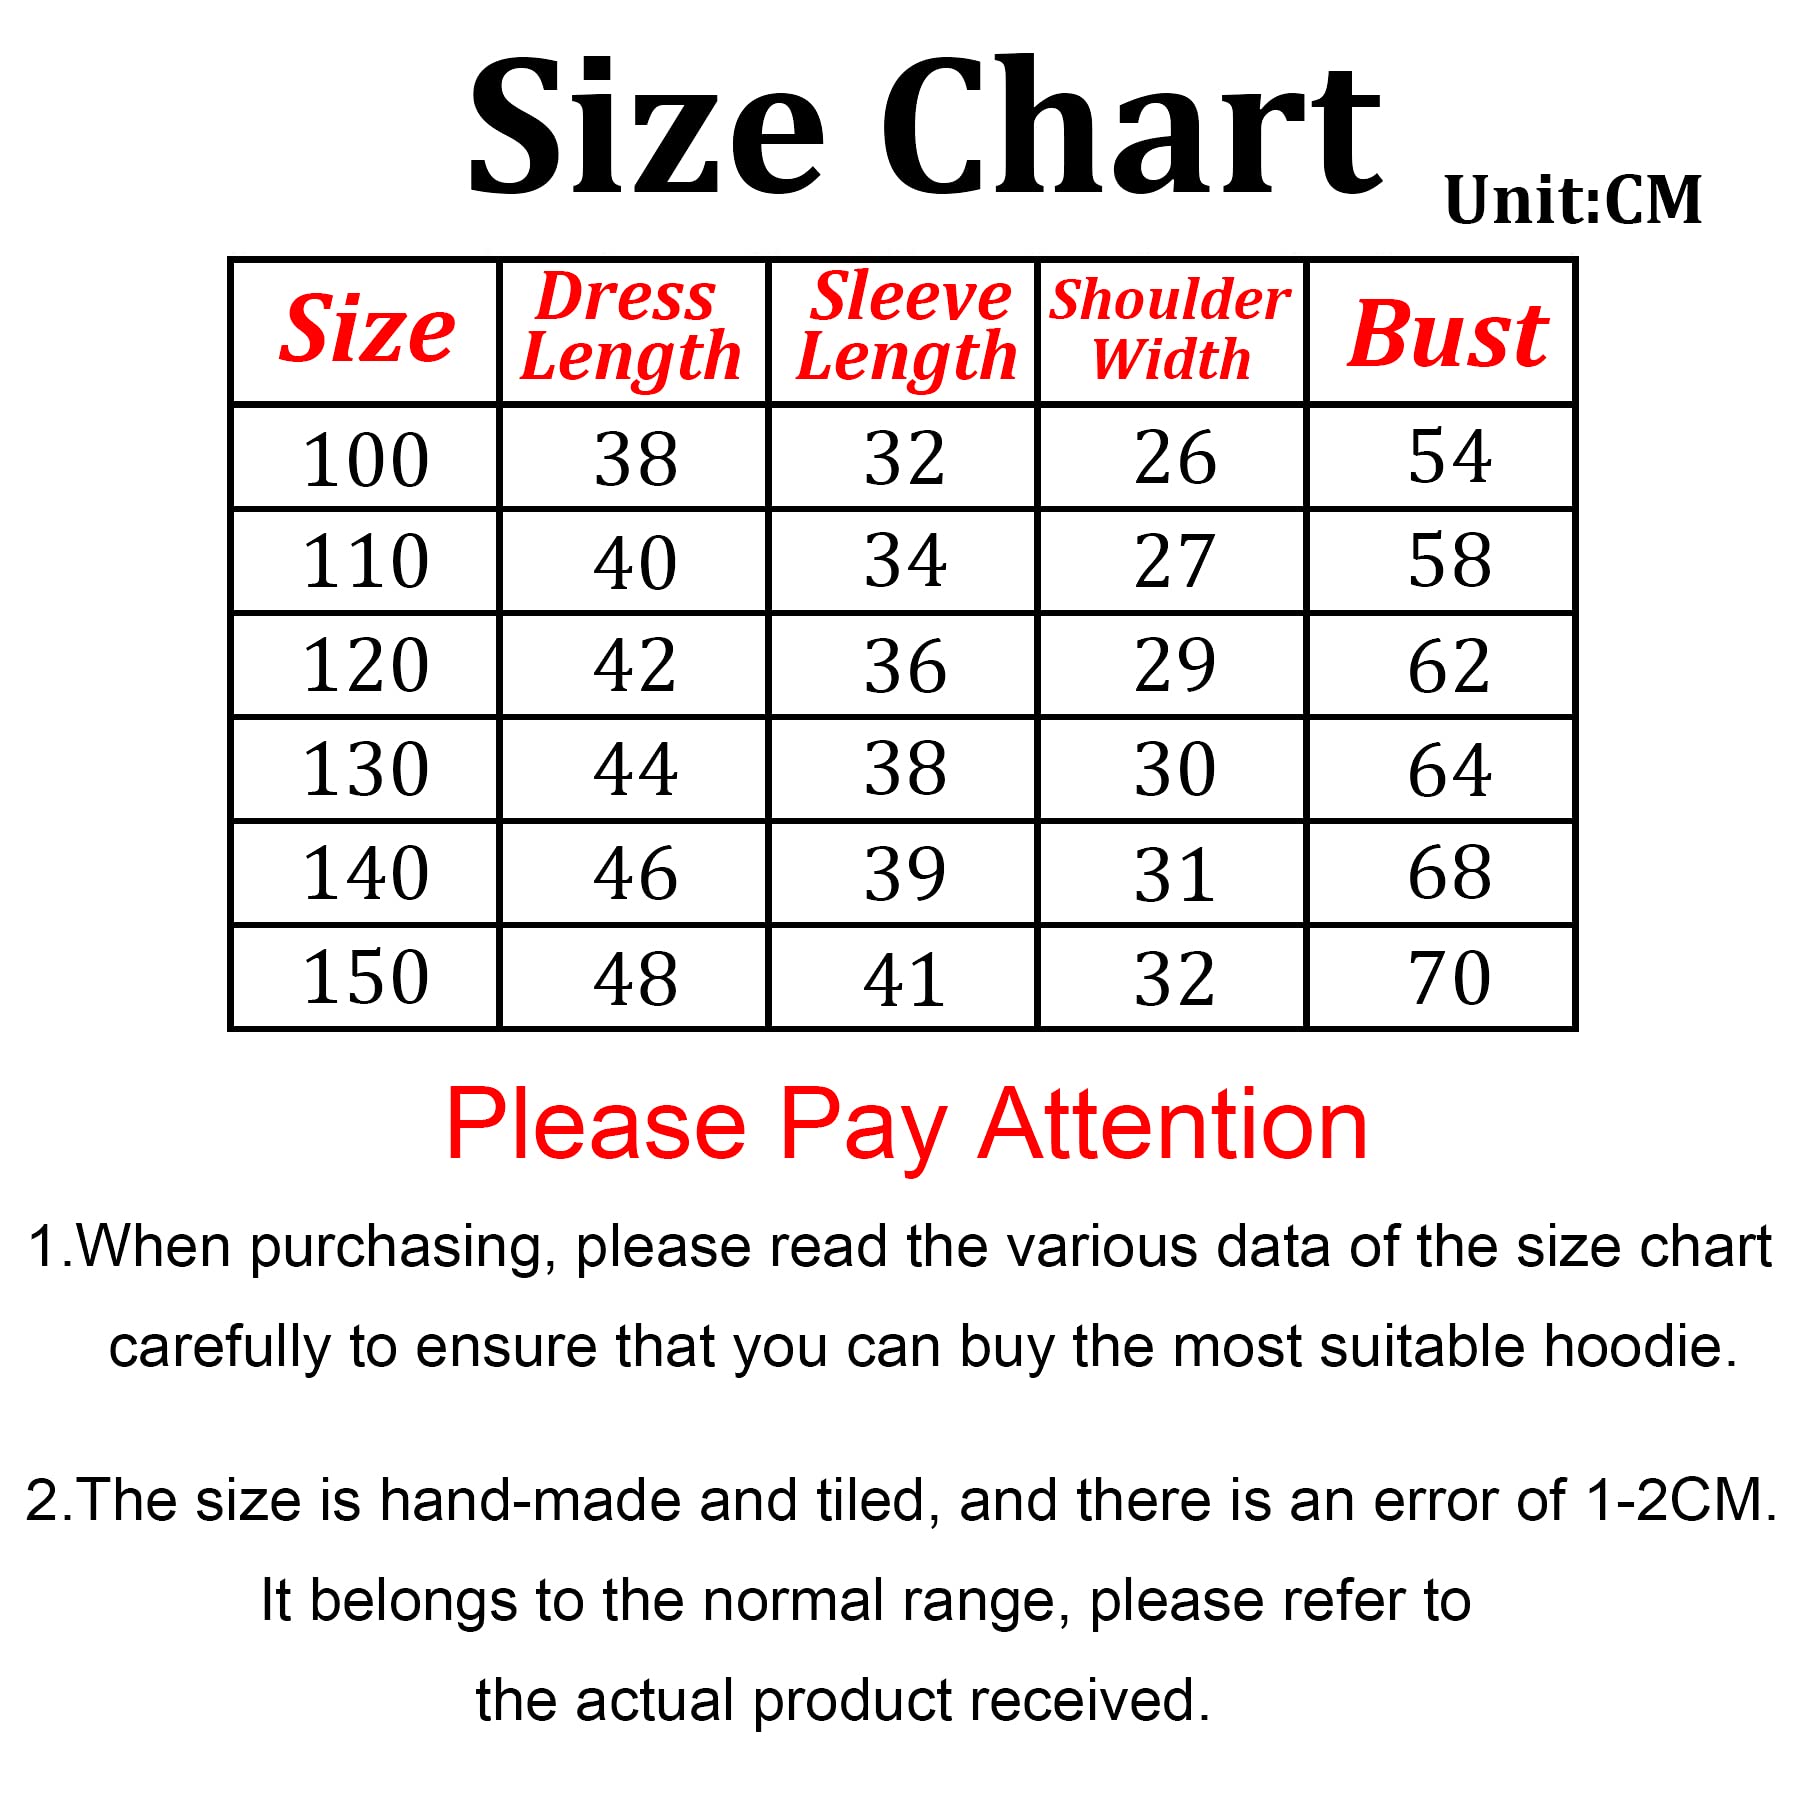 Size Chart
Unit:CM
Size Dress Length Sleeve Length Shoulder Width Bust
100 38 32 26 54
110 40 34 27 58
120 42 36 29 62
130 44 38 30 64
140 46 39 31 68
150 48 41 32 70
Please Pay Attention
1.When purchasing, please read the various data of the size chart
carefully to ensure that you can buy the most suitable hoodie.
2.The size is hand-made and tiled, and there is an error of 1-2CM.
It belongs to the normal range, please refer to
the actual product received.